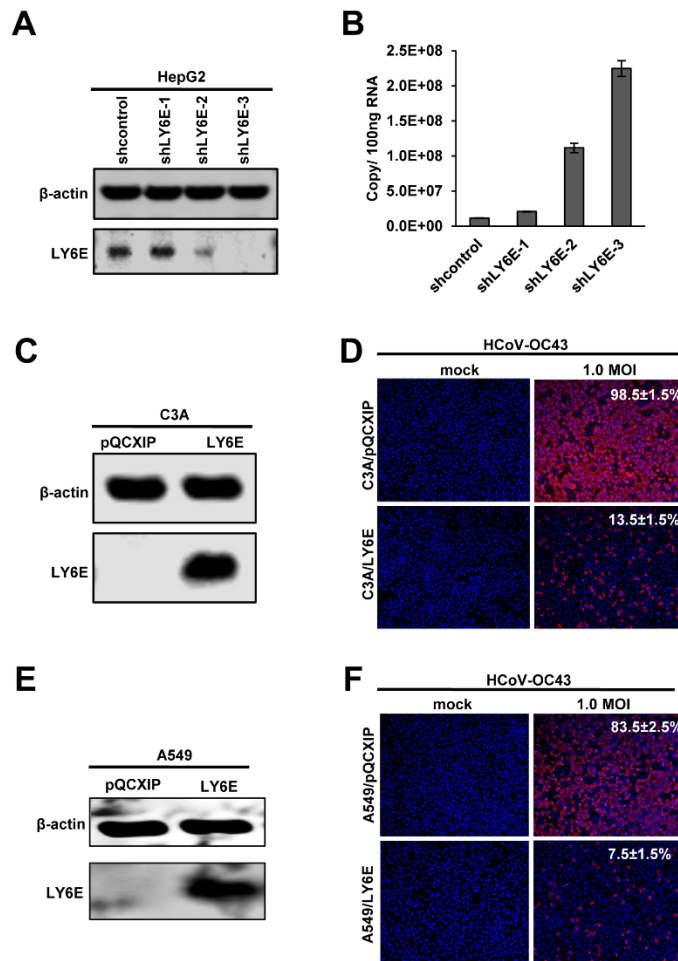 A
HepG2
shcontrol
shLY6E-1
shLY6E-2
shLY6E-3
β-actin
LY6E
B
Copy/ 100ng RNA
2.5E+08
2.0E+08
1.5E+08
1.0E+08
5.0E+07
0.0E+00
shcontrol
shLY6E-1
shLY6E-2
shLY6E-3
C
C3A
pQCXIP LY6E
β-actin
LY6E
D
HCoV-OC43
mock 1.0 MOI
C3A/pQCXIP
98.5±1.5%
C3A/LY6E
13.5±1.5%
E
A549
pQCXIP LY6E
β-actin
LY6E
F
HCoV-OC43
mock 1.0 MOI
A549/pQCXIP
83.5±2.5%
A549/LY6E
7.5±1.5%